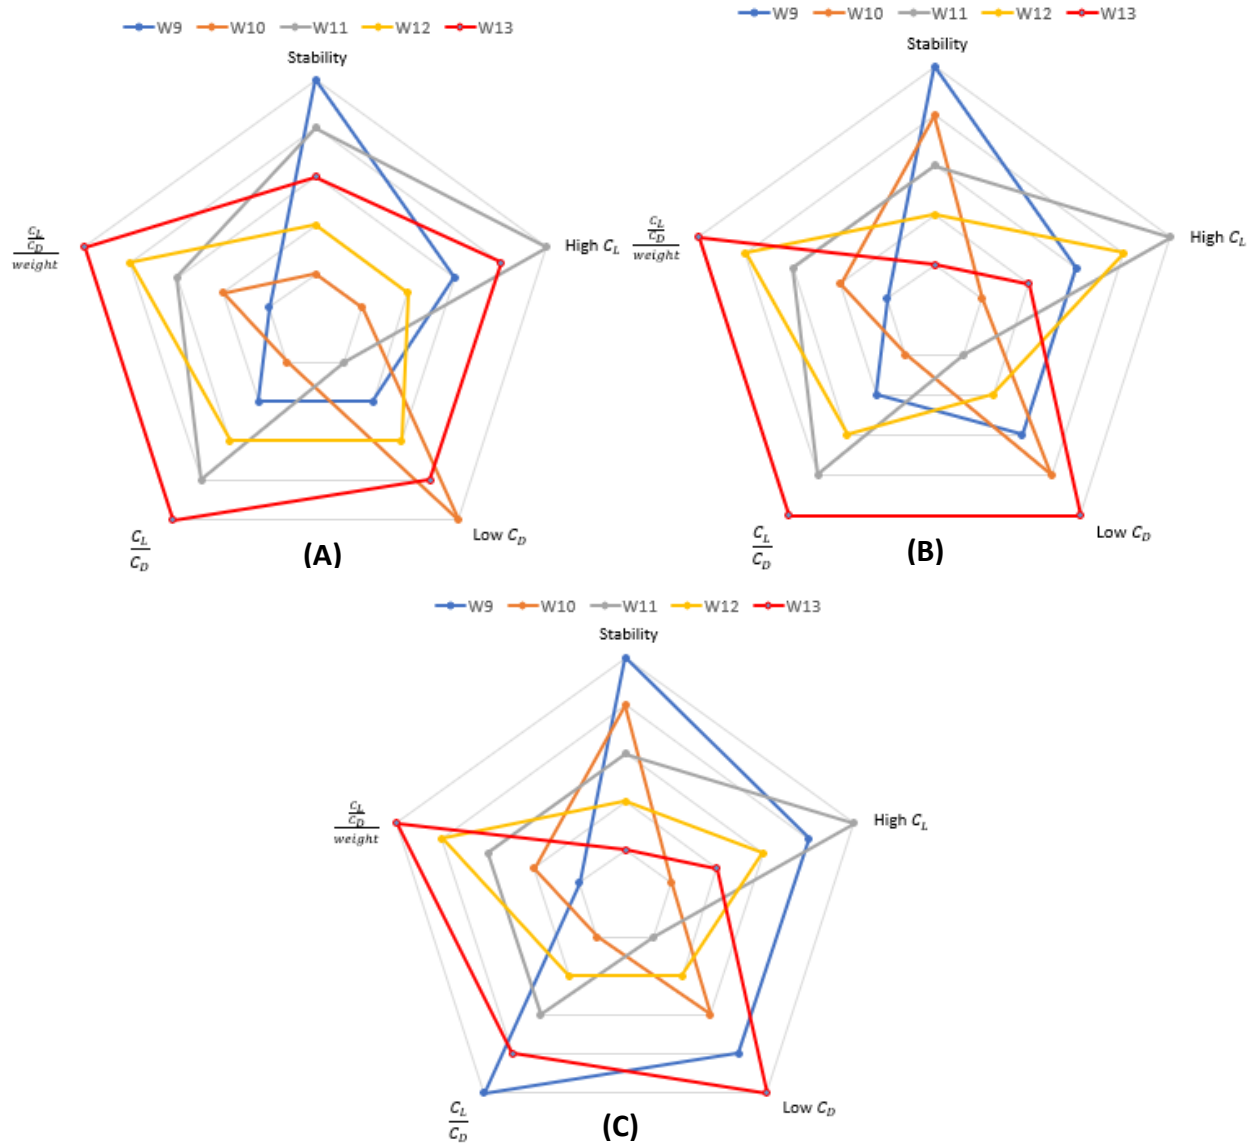 W9 W10 W11 W12 W13
Stability
High C_L
Low C_D
C_L/C_D
C_L/C_D/weight
(A)
W9 W10 W11 W12 W13
Stability
High C_L
Low C_D
C_L/C_D
C_L/C_D/weight
(B)
W9 W10 W11 W12 W13
Stability
High C_L
Low C_D
C_L/C_D
C_L/C_D/weight
(C)